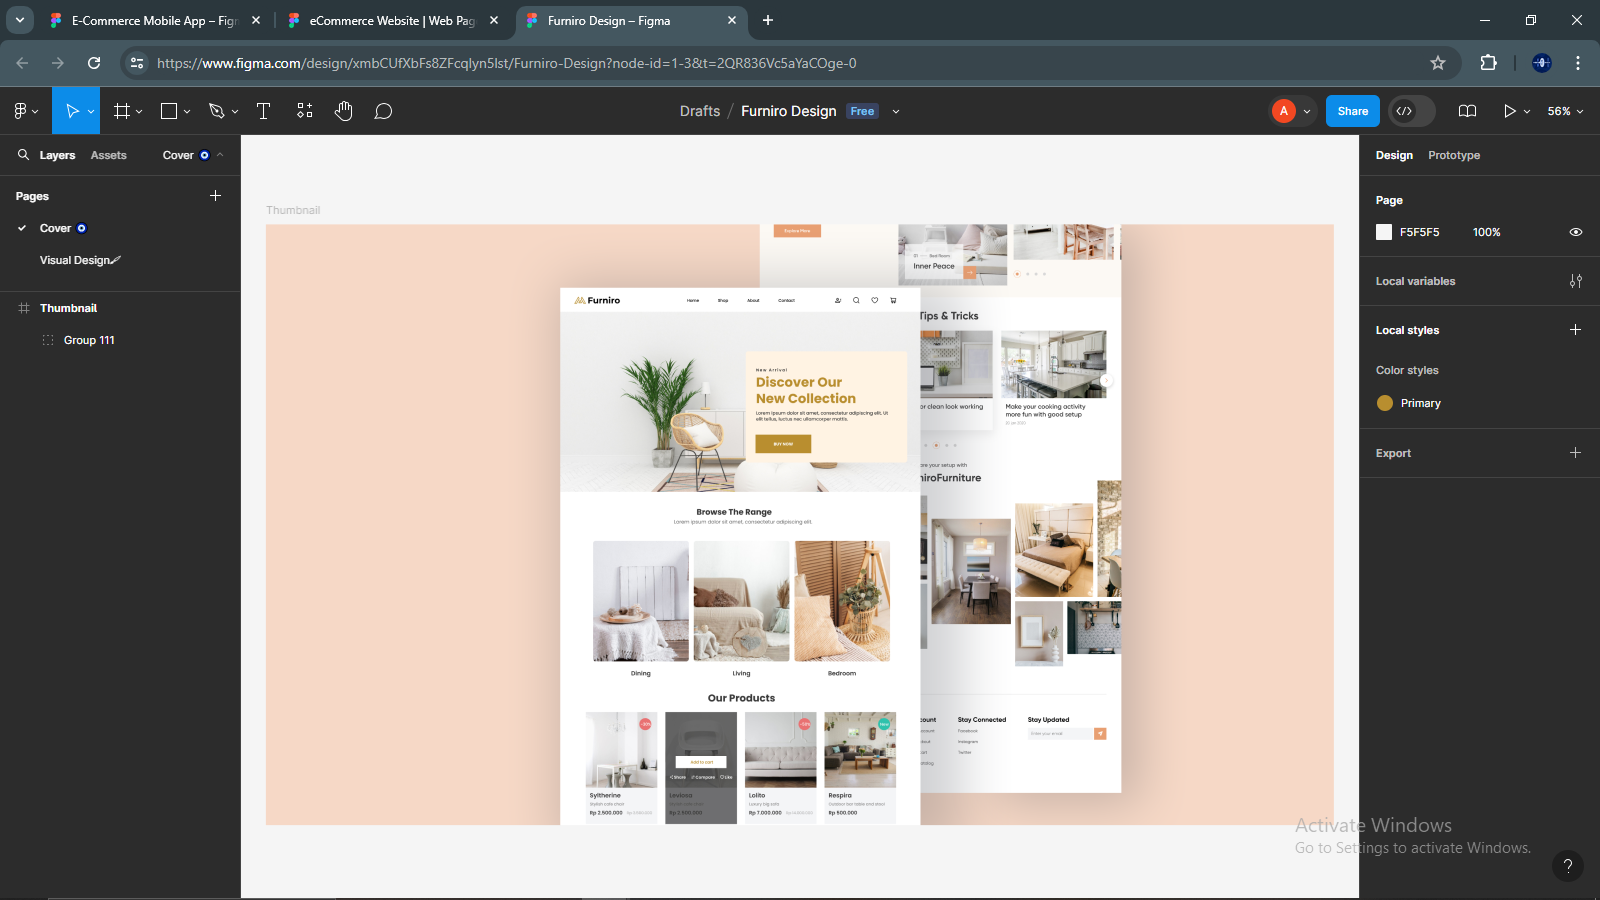 E-Commerce Mobile App – Fig
eCommerce Website | Web Pag
Furniro Design – Figma
https://www.figma.com/design/xmbCUfXbFs8ZFcqlyn5lst/Furniro-Design?node-id=1-3&t=2QR836Vc5aYaCOge-0
Drafts / Furniro Design Free
A
Share
56%
Layers Assets Cover
Pages
Cover
Visual Design
Thumbnail
Group 111
Thumbnail
Explore More
01 Bed Room
Inner Peace
Furniro
Home Shop About Contact
New Arrival
Discover Our
New Collection
Lorem ipsum dolor sit amet, consectetur adipiscing elit. Ut
elit tellus, luctus nec ullamcorper mattis.
BUY NOW
Tips & Tricks
or clean look working
Make your cooking activity
more fun with good setup
are your setup with
niroFurniture
Browse The Range
Lorem ipsum dolor sit amet, consectetur adipiscing elit.
Dining
Living
Bedroom
Our Products
New
Add to cart
Share Compare Like
Syltherine
Stylish cafe chair
Rp 2.500.000
Leviosa
Rp 2.500.000
Lolito
Luxury big sofa
Rp 7.000.000
Respira
Outdoor bar table and stool
Rp 500.000
count
Stay Connected
Facebook
Instagram
Twitter
Stay Updated
Enter your email
Design Prototype
Page
F5F5F5 100%
Local variables
Local styles
Color styles
Primary
Export
Activate Windows
Go to Settings to activate Windows.
?